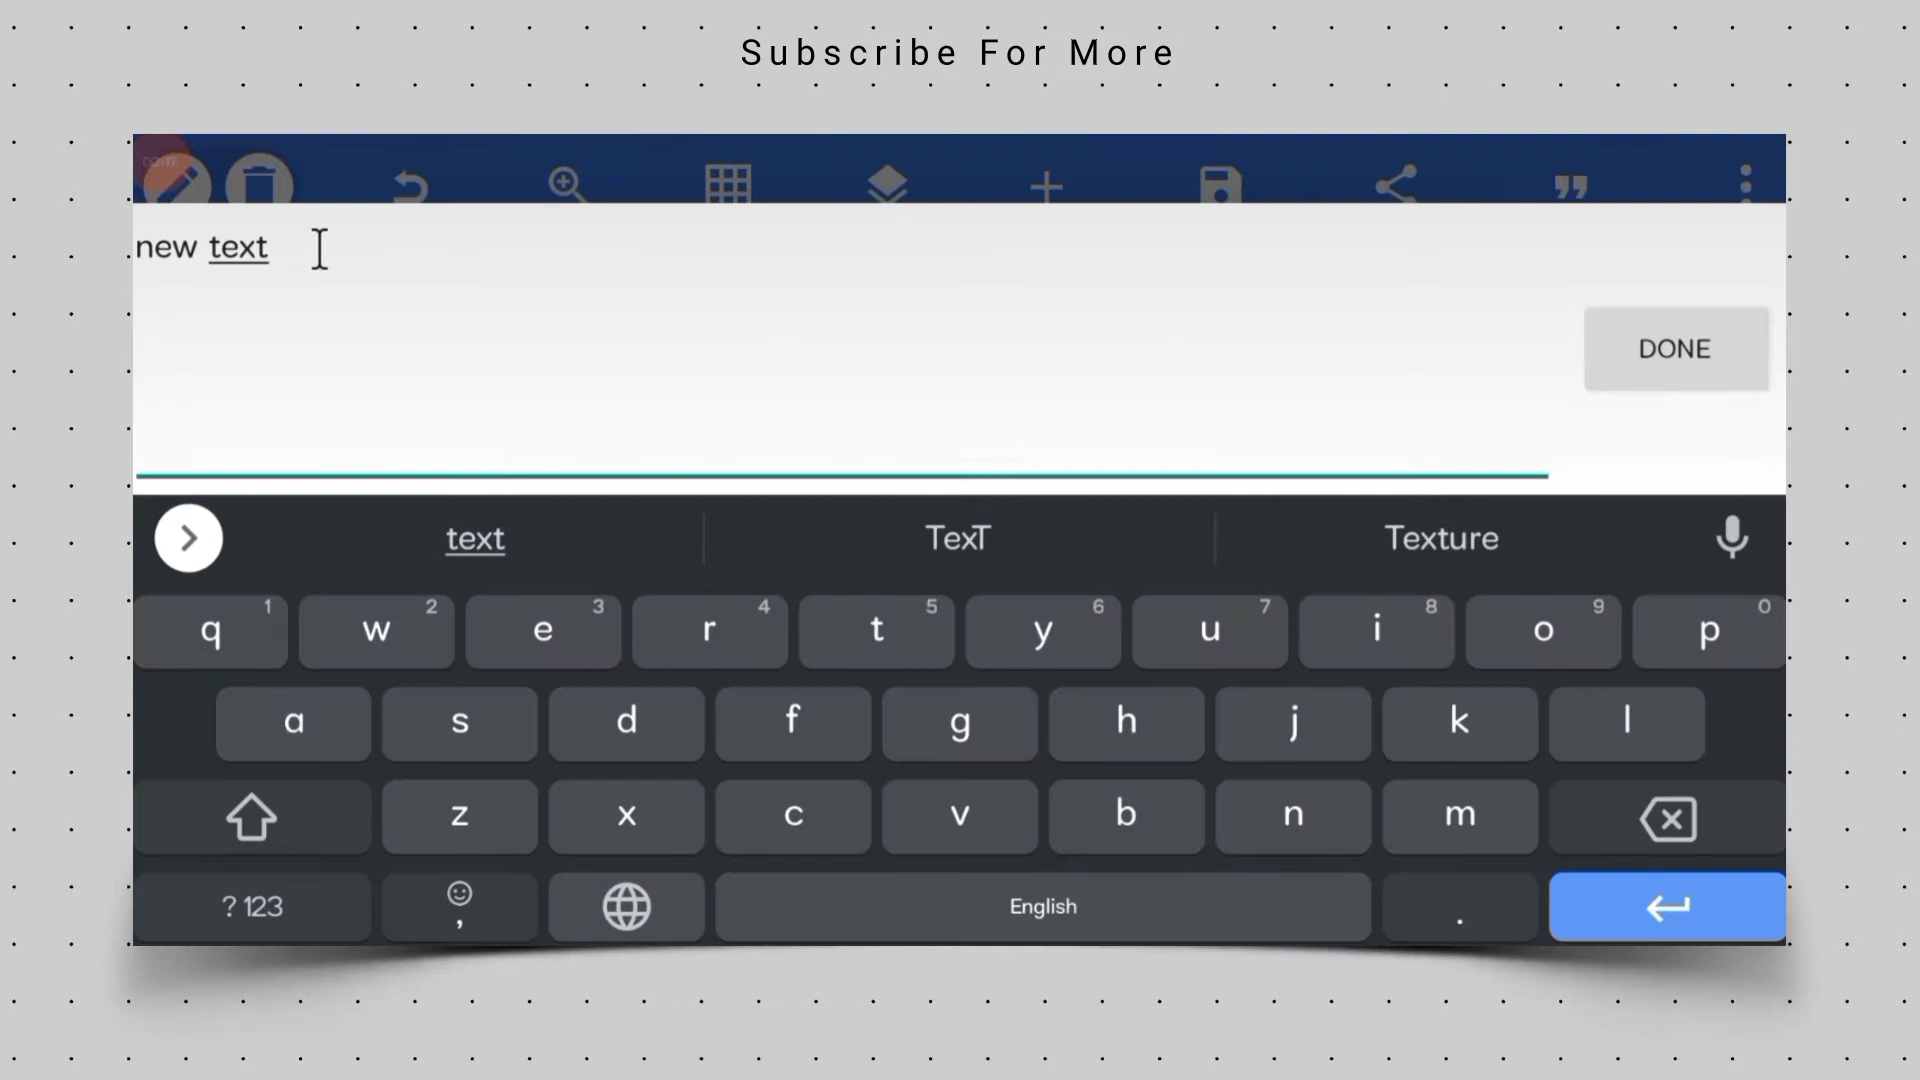 Subscribe For More
new text
DONE
text TexT Texture
q 1 w 2 e 3 r 4 t 5 y 6 u 7 i 8 o 9 p 0
a s d f g h j k l
z x c v b n m
?123 , English .